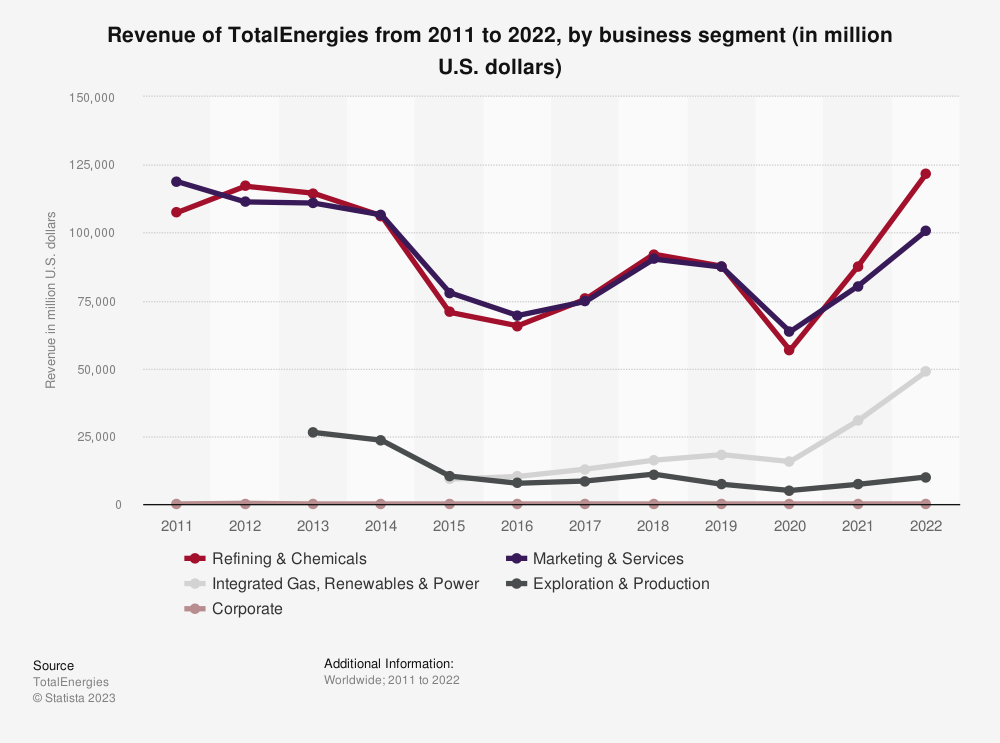 Revenue of TotalEnergies from 2011 to 2022, by business segment (in million
U.S. dollars)
150,000
125,000
100,000
75,000
50,000
25,000
0
Revenue in million U.S. dollars
2011 2012 2013 2014 2015 2016 2017 2018 2019 2020 2021 2022
Refining & Chemicals Marketing & Services
Integrated Gas, Renewables & Power Exploration & Production
Corporate
Source
TotalEnergies
© Statista 2023
Additional Information:
Worldwide; 2011 to 2022